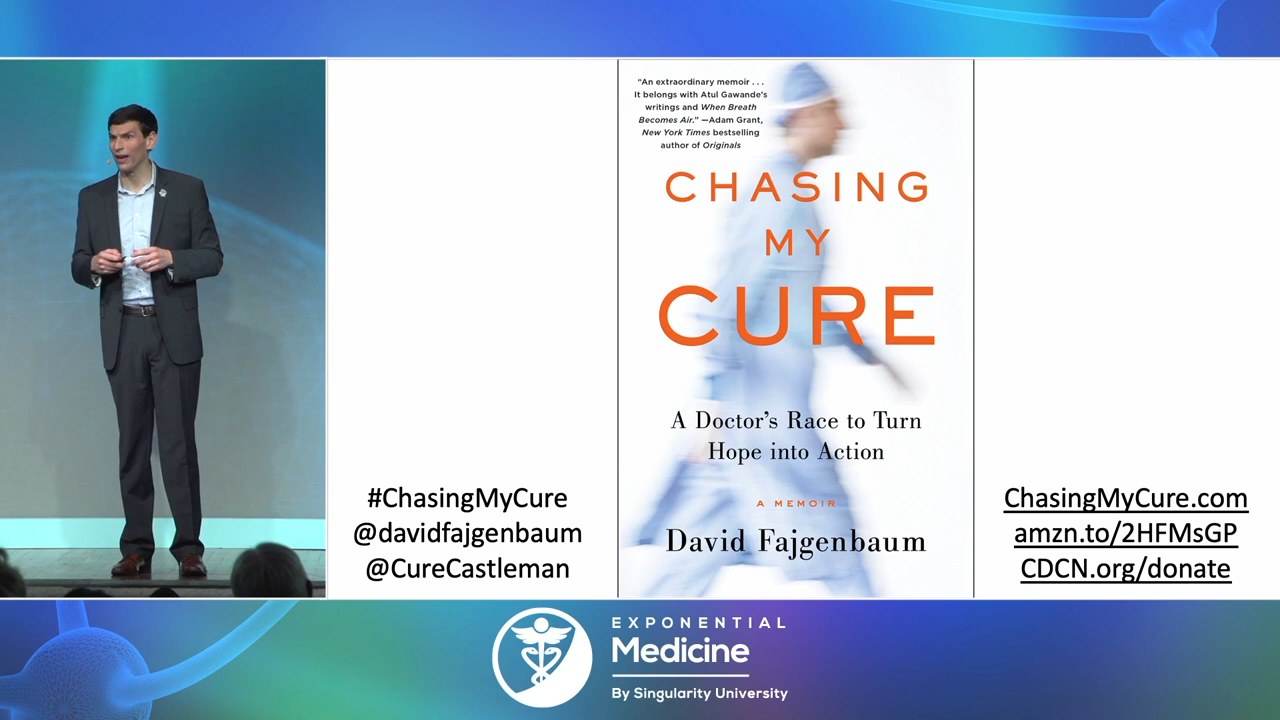 “An extraordinary memoir . . .
It belongs with Atul Gawande’s
writings and When Breath
Becomes Air.” —Adam Grant,
New York Times bestselling
author of Originals
CHASING
MY
CURE
A Doctor’s Race to Turn
Hope into Action
A MEMOIR
David Fajgenbaum
#ChasingMyCure
@davidfajgenbaum
@CureCastleman
ChasingMyCure.com
amzn.to/2HFMsGP
CDCN.org/donate
EXPONENTIAL
Medicine
By Singularity University